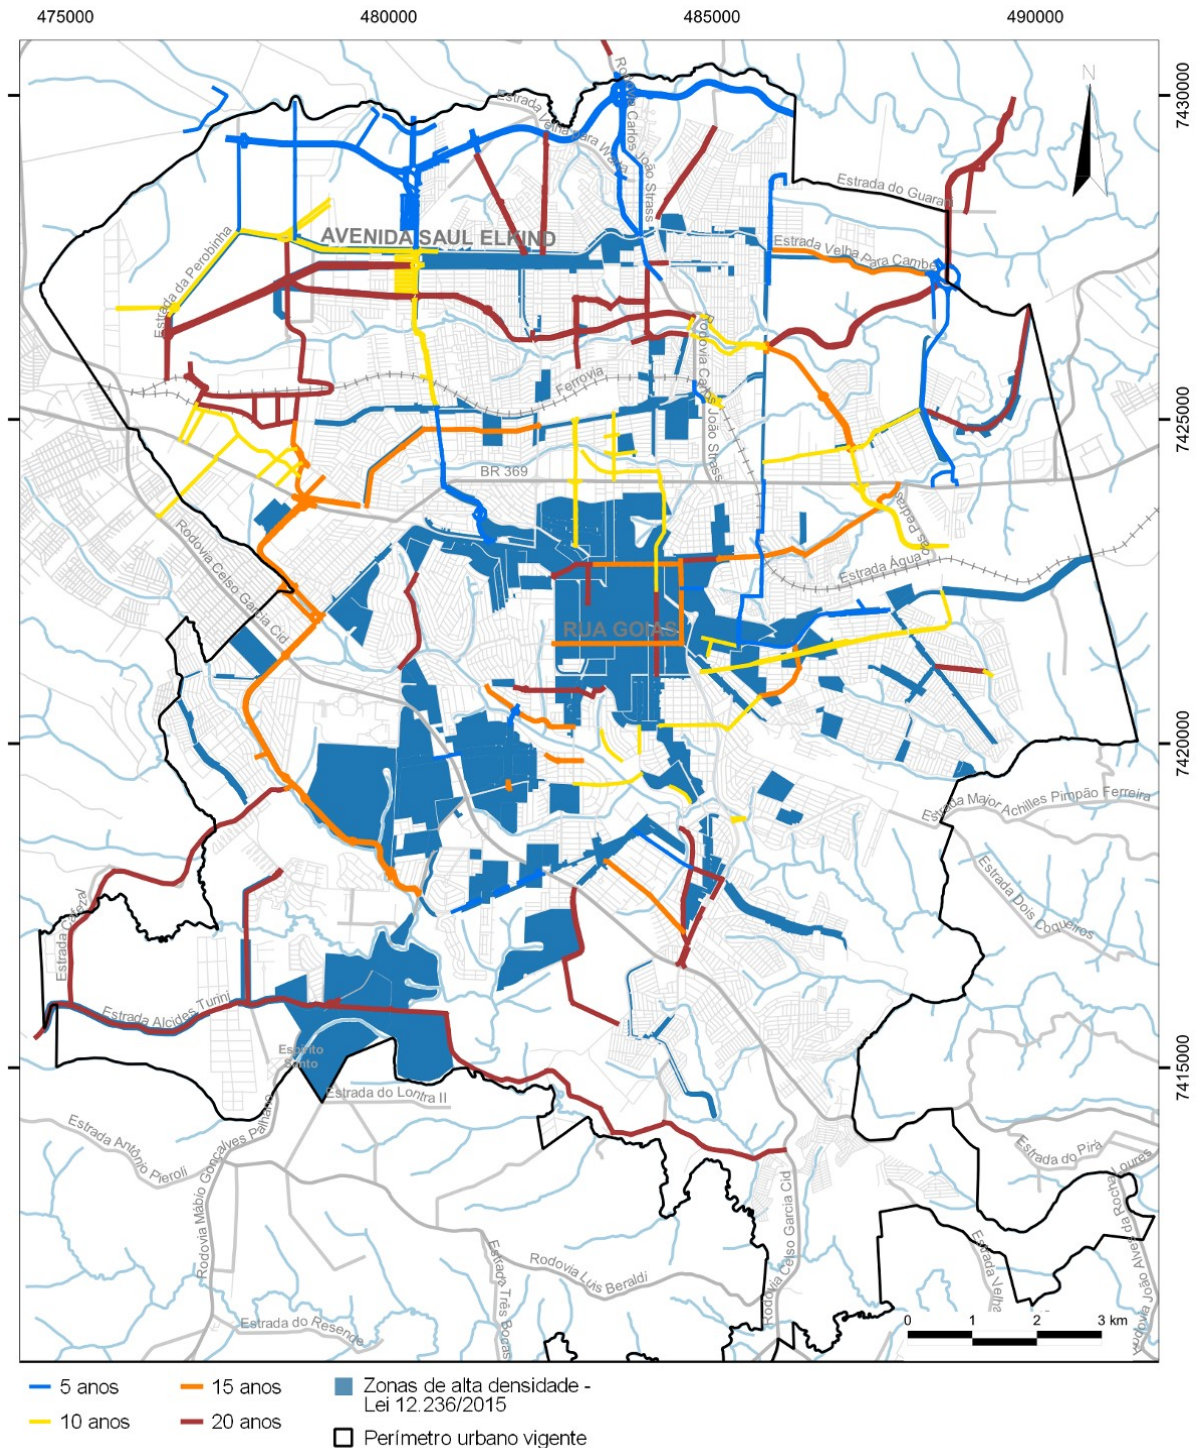 475000
480000
485000
490000
7430000
7425000
7420000
7415000
N
Estrada Velha para Warta
Rodovia Carlos João Strass
Estrada do Guarani
Estrada da Perobinha
AVENIDA SAUL ELKIND
Estrada Velha Para Cambé
Rodovia Carlos João Strass
Ferrovia
BR 369
Rodovia Celso Garcia Cid
Estrada Água das Pedras
RUA GOIÁS
Estrada Major Achilles Pimpão Ferreira
Estrada Dois Coqueiros
Estrada Cafezal
Estrada Alcides Turini
Espírito
Santo
Estrada do Lontra II
Estrada Antônio Pieroli
Rodovia Mábio Gonçalves Palhano
Estrada do Pirá
Rodovia João Alves da Rocha Loures
Rodovia Celso Garcia Cid
Estrada Velha
Rodovia Luis Beraldi
Estrada Três Bocas
Estrada do Resende
0 1 2 3 km
5 anos
10 anos
15 anos
20 anos
Zonas de alta densidade -
Lei 12.236/2015
Perímetro urbano vigente